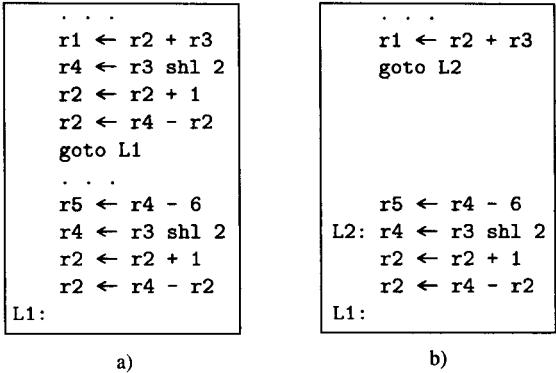 . . .
r1 ← r2 + r3
r4 ← r3 shl 2
r2 ← r2 + 1
r2 ← r4 - r2
goto L1
. . .
r5 ← r4 - 6
r4 ← r3 shl 2
r2 ← r2 + 1
r2 ← r4 - r2
L1:
a)
. . .
r1 ← r2 + r3
goto L2
r5 ← r4 - 6
L2: r4 ← r3 shl 2
r2 ← r2 + 1
r2 ← r4 - r2
L1:
b)